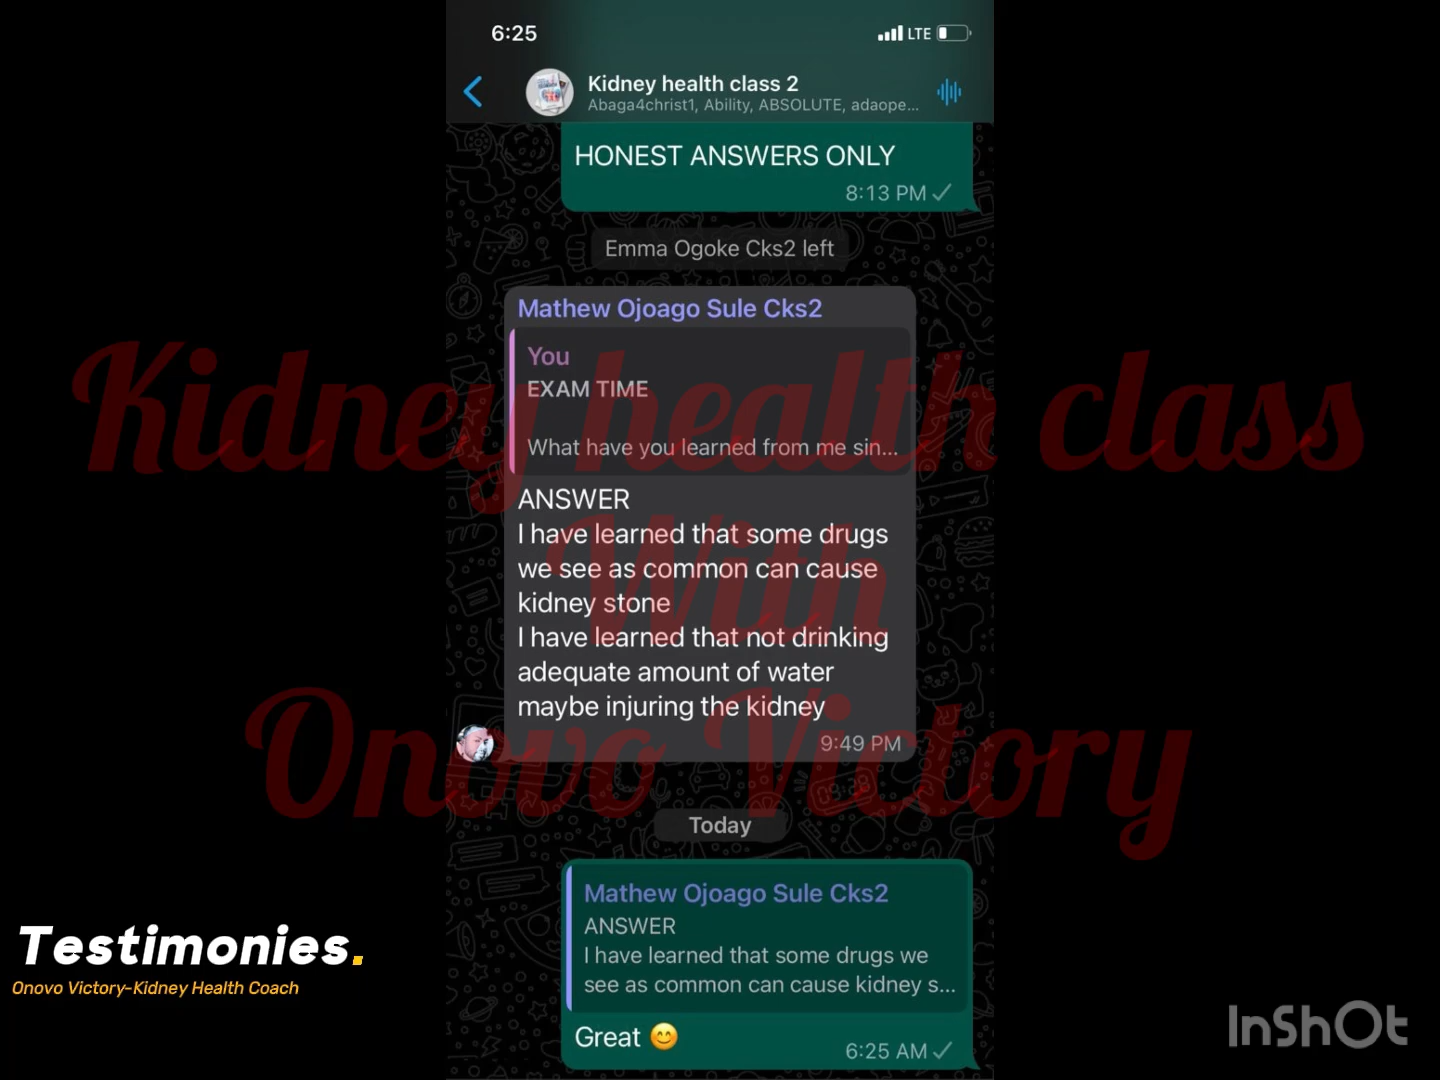 6:25
LTE
Kidney health class 2
Abaga4christ1, Ability, ABSOLUTE, adaope...
HONEST ANSWERS ONLY
8:13 PM
Emma Ogoke Cks2 left
Mathew Ojoago Sule Cks2
You
EXAM TIME
What have you learned from me sin...
ANSWER
I have learned that some drugs
we see as common can cause
kidney stone
I have learned that not drinking
adequate amount of water
maybe injuring the kidney
9:49 PM
Today
Mathew Ojoago Sule Cks2
ANSWER
I have learned that some drugs we
see as common can cause kidney s...
Great 😊
6:25 AM
Kidney health class
With
Onovo Victory
Testimonies.
Onovo Victory-Kidney Health Coach
InShOt